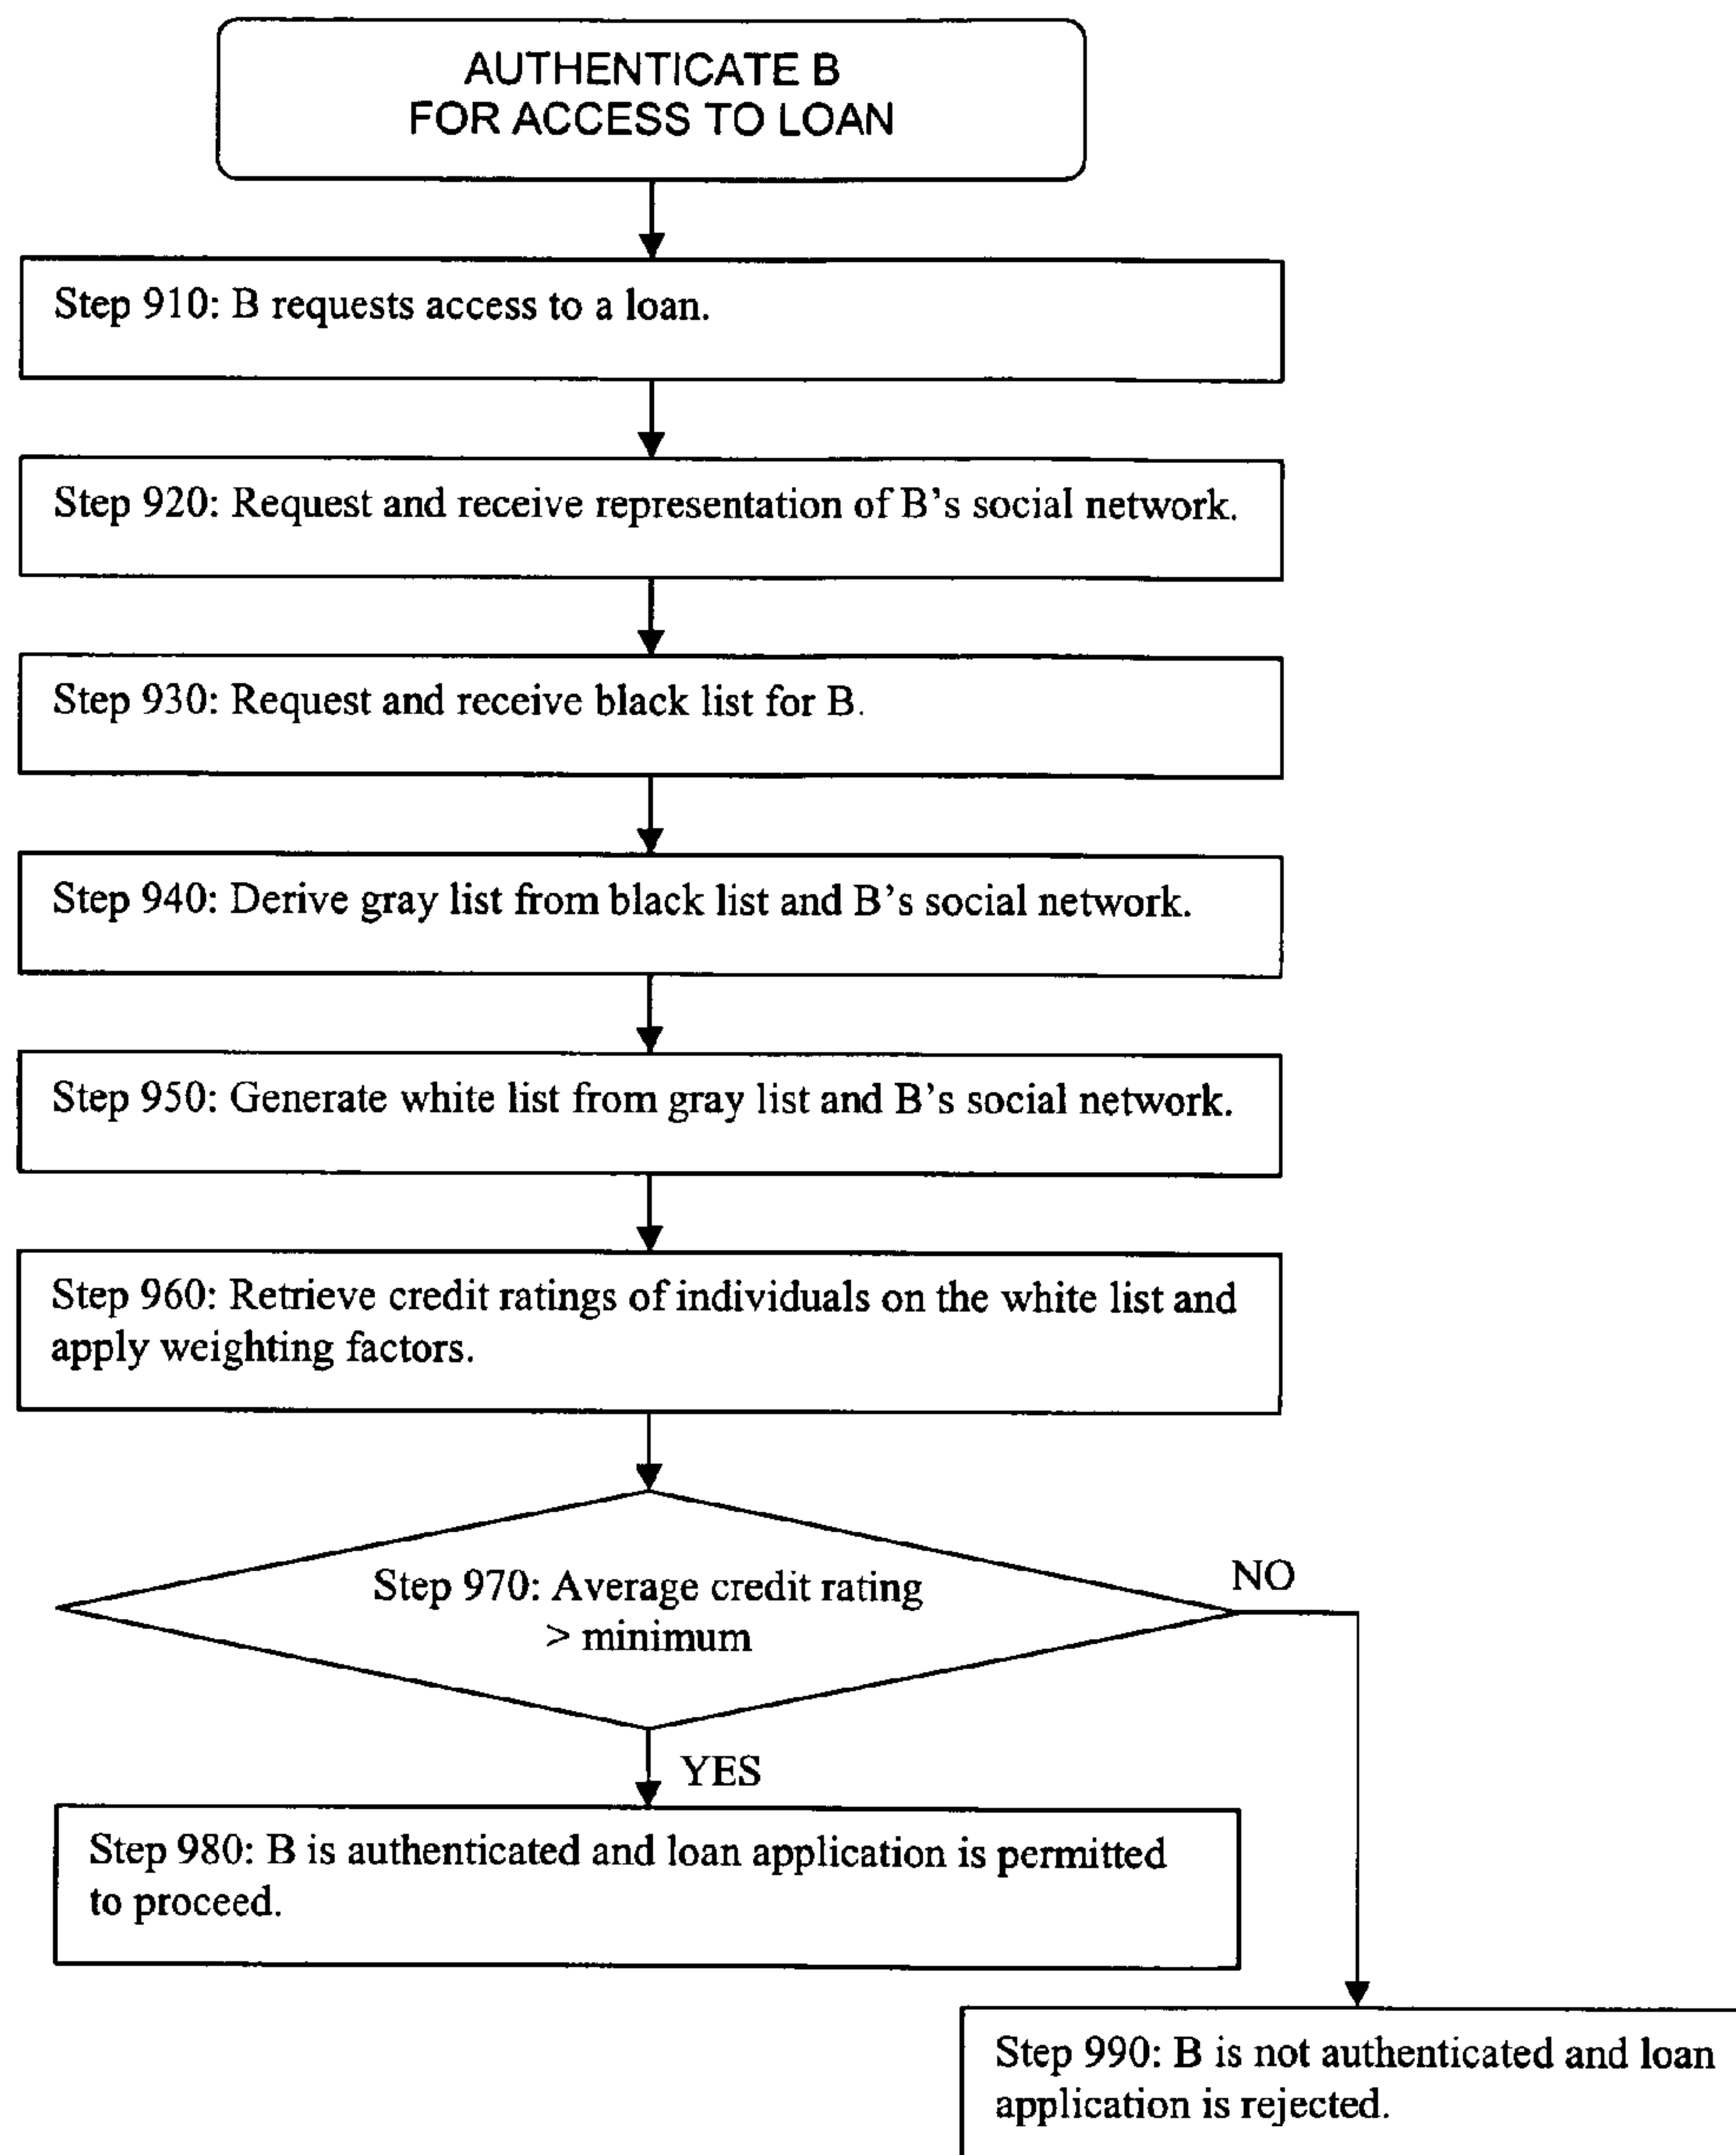 AUTHENTICATE B
FOR ACCESS TO LOAN
Step 910: B requests access to a loan.
Step 920: Request and receive representation of B's social network.
Step 930: Request and receive black list for B.
Step 940: Derive gray list from black list and B's social network.
Step 950: Generate white list from gray list and B's social network.
Step 960: Retrieve credit ratings of individuals on the white list and
apply weighting factors.
Step 970: Average credit rating
> minimum
NO
YES
Step 980: B is authenticated and loan application is permitted
to proceed.
Step 990: B is not authenticated and loan
application is rejected.